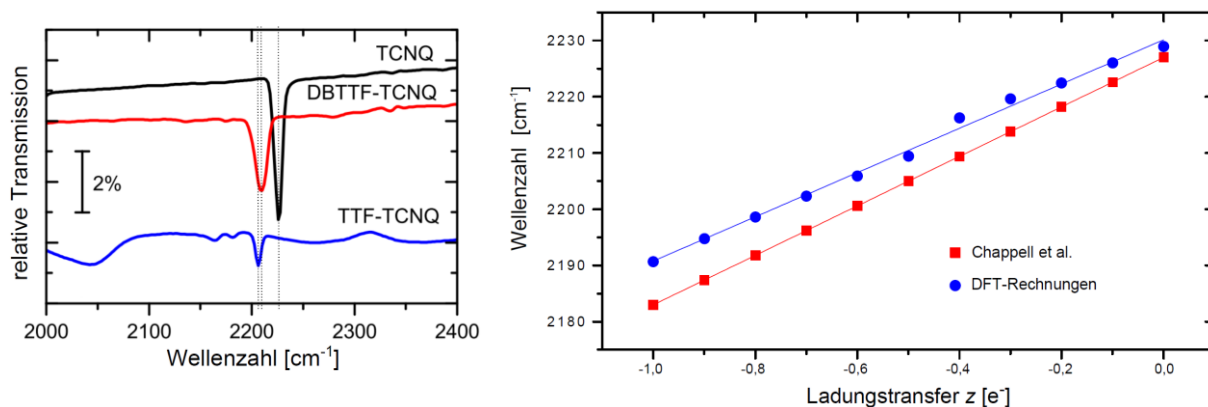 relative Transmission
TCNQ
DBTTF-TCNQ
2%
TTF-TCNQ
2000 2100 2200 2300 2400
Wellenzahl [cm⁻¹]
Wellenzahl [cm⁻¹]
2230
2220
2210
2200
2190
2180
Chappell et al.
DFT-Rechnungen
-1,0 -0,8 -0,6 -0,4 -0,2 0,0
Ladungstransfer z [e⁻]